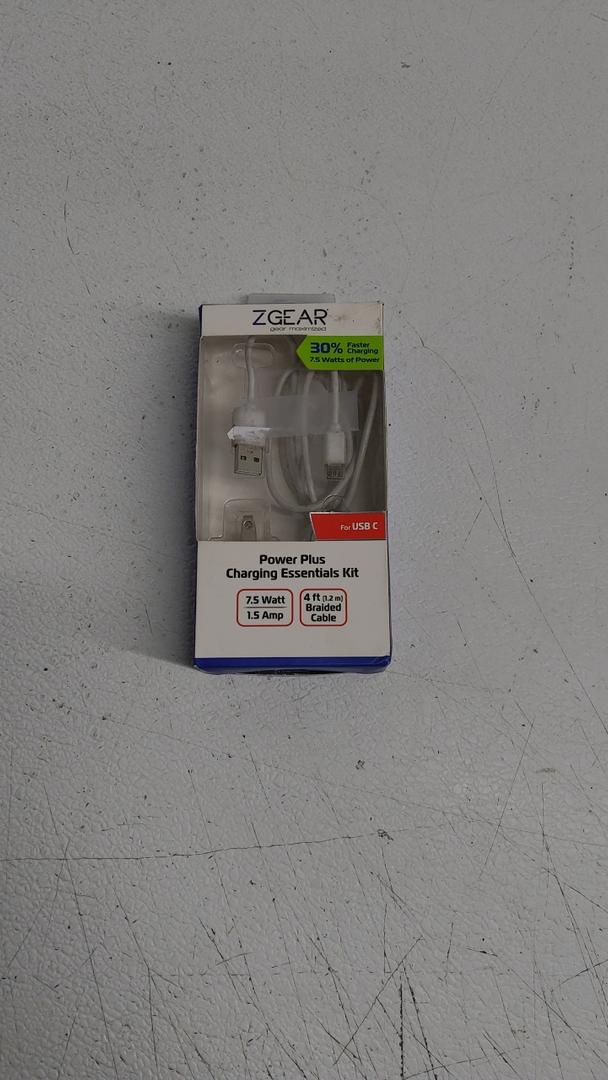 ZGEAR
gear maximized
30% Faster Charging
7.5 Watts of Power
For USB C
Power Plus
Charging Essentials Kit
7.5 Watt
1.5 Amp
4 ft (1.2 m)
Braided
Cable